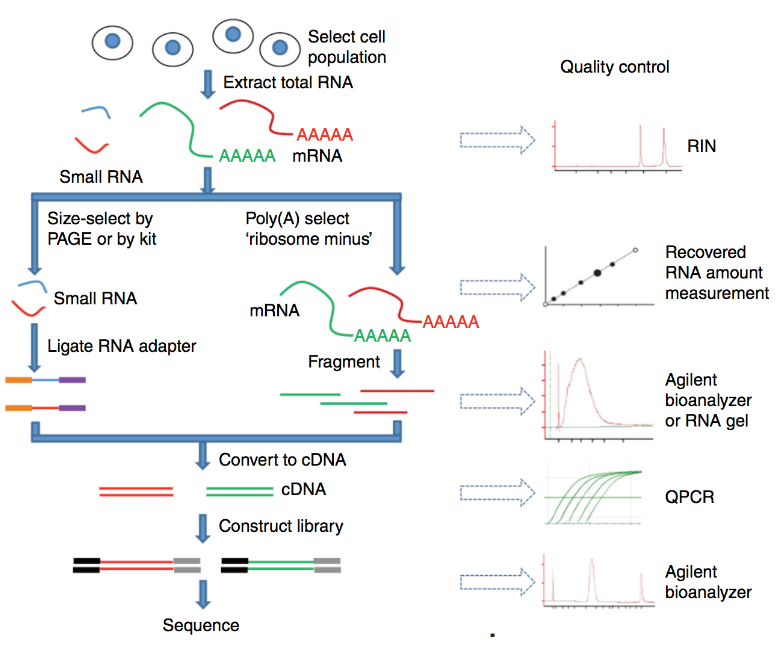 Select cell
population
Extract total RNA
Quality control
AAAAA
AAAAA mRNA
RIN
Small RNA
Size-select by
PAGE or by kit
Poly(A) select
‘ribosome minus’
Recovered
RNA amount
measurement
Small RNA
mRNA
AAAAA
AAAAA
Ligate RNA adapter
Fragment
Agilent
bioanalyzer
or RNA gel
Convert to cDNA
cDNA
QPCR
Construct library
Agilent
bioanalyzer
Sequence